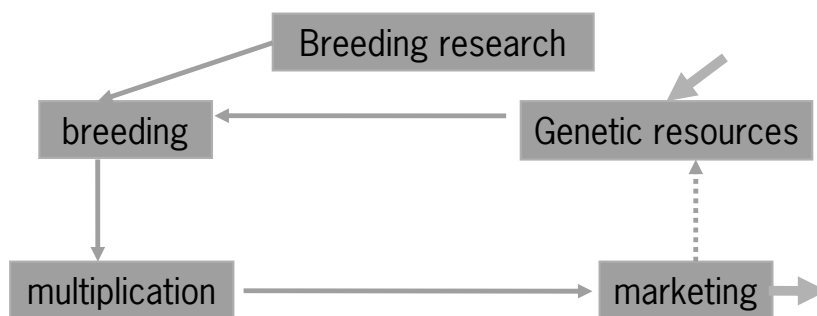 Breeding research
breeding
Genetic resources
multiplication
marketing